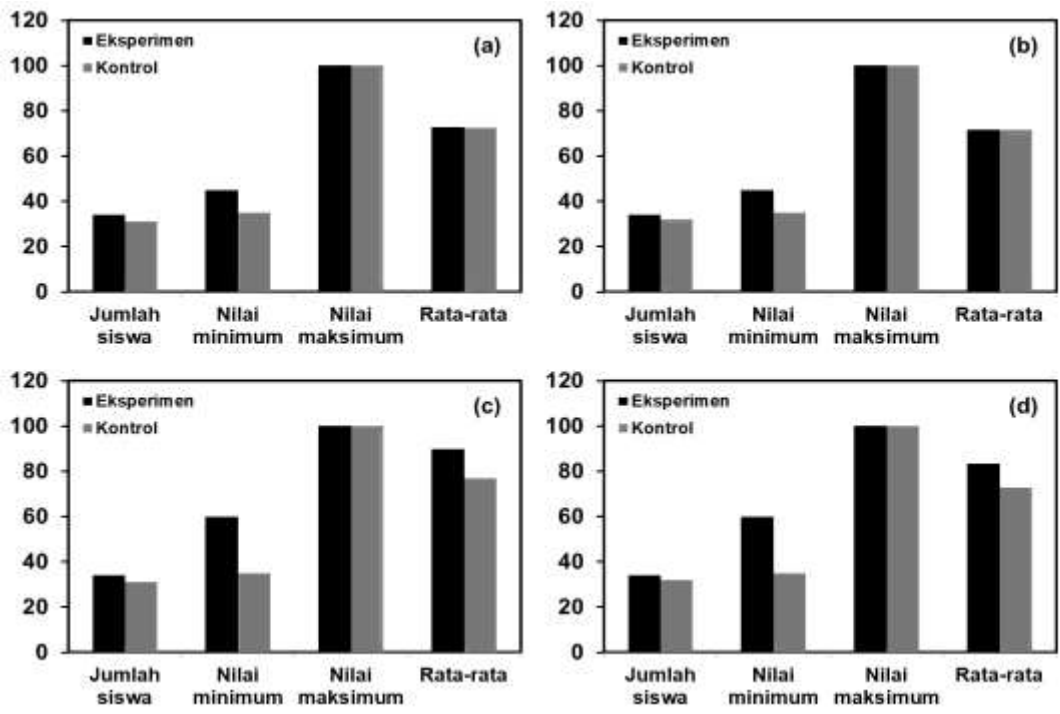 120
100
80
60
40
20
0
Eksperimen
Kontrol
(a)
Jumlah siswa
Nilai minimum
Nilai maksimum
Rata-rata
120
100
80
60
40
20
0
Eksperimen
Kontrol
(b)
Jumlah siswa
Nilai minimum
Nilai maksimum
Rata-rata
120
100
80
60
40
20
0
Eksperimen
Kontrol
(c)
Jumlah siswa
Nilai minimum
Nilai maksimum
Rata-rata
120
100
80
60
40
20
0
Eksperimen
Kontrol
(d)
Jumlah siswa
Nilai minimum
Nilai maksimum
Rata-rata